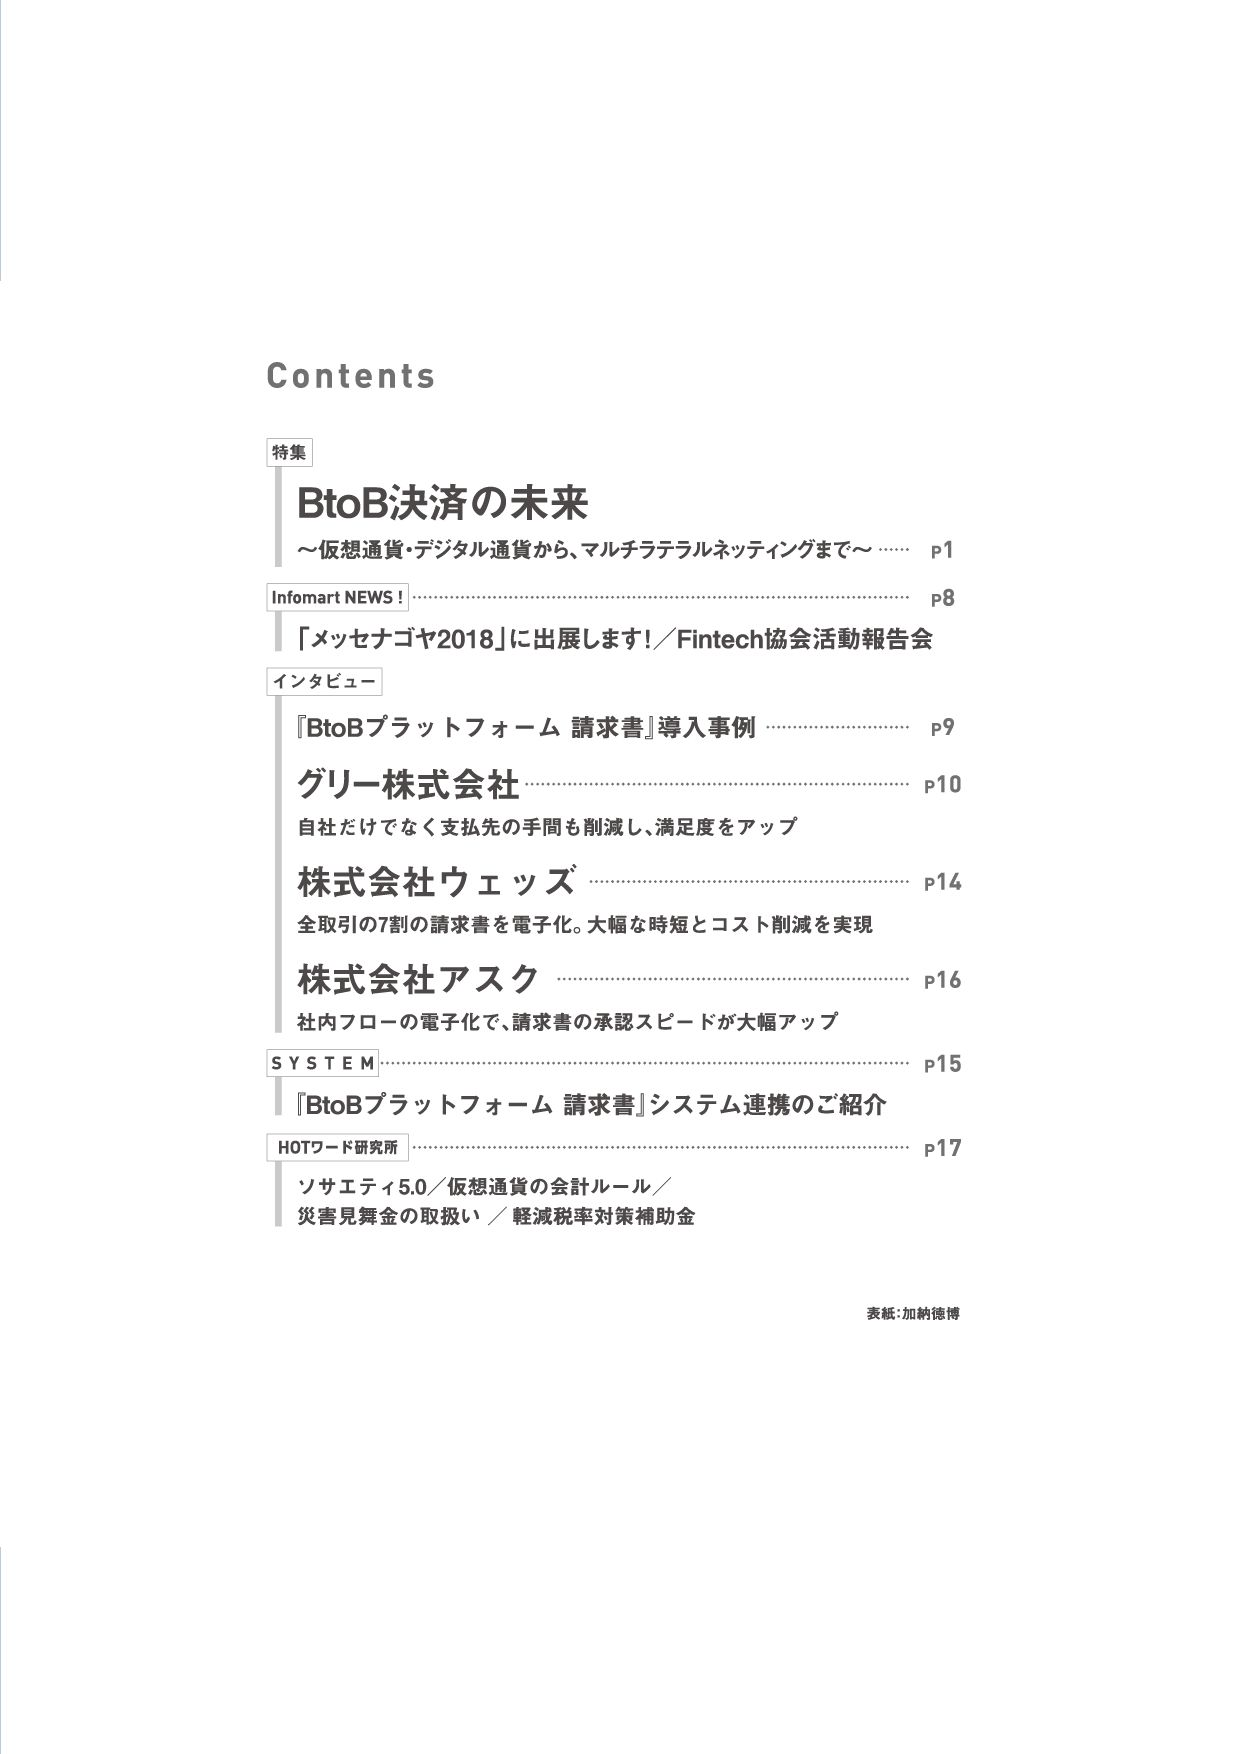 Contents
特集
BtoB決済の未来
～仮想通貨・デジタル通貨から、マルチラテラルネッティングまで～ …… P1
Infomart NEWS ! …… P8
「メッセナゴヤ2018」に出展します!／Fintech協会活動報告会
インタビュー
『BtoBプラットフォーム 請求書』導入事例 …… P9
グリー株式会社 …… P10
自社だけでなく支払先の手間も削減し、満足度をアップ
株式会社ウェッズ …… P14
全取引の7割の請求書を電子化。大幅な時短とコスト削減を実現
株式会社アスク …… P16
社内フローの電子化で、請求書の承認スピードが大幅アップ
SYSTEM …… P15
『BtoBプラットフォーム 請求書』システム連携のご紹介
HOTワード研究所 …… P17
ソサエティ5.0／仮想通貨の会計ルール／
災害見舞金の取扱い ／ 軽減税率対策補助金
表紙:加納徳博